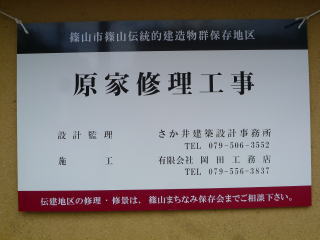 篠山市篠山伝統的建造物群保存地区
原家修理工事
設計監理 さか井建築設計事務所
TEL 079-506-3552
施工 有限会社 岡田工務店
TEL 079-556-3837
伝建地区の修理・修景は、篠山まちなみ保存会までご相談下さい。